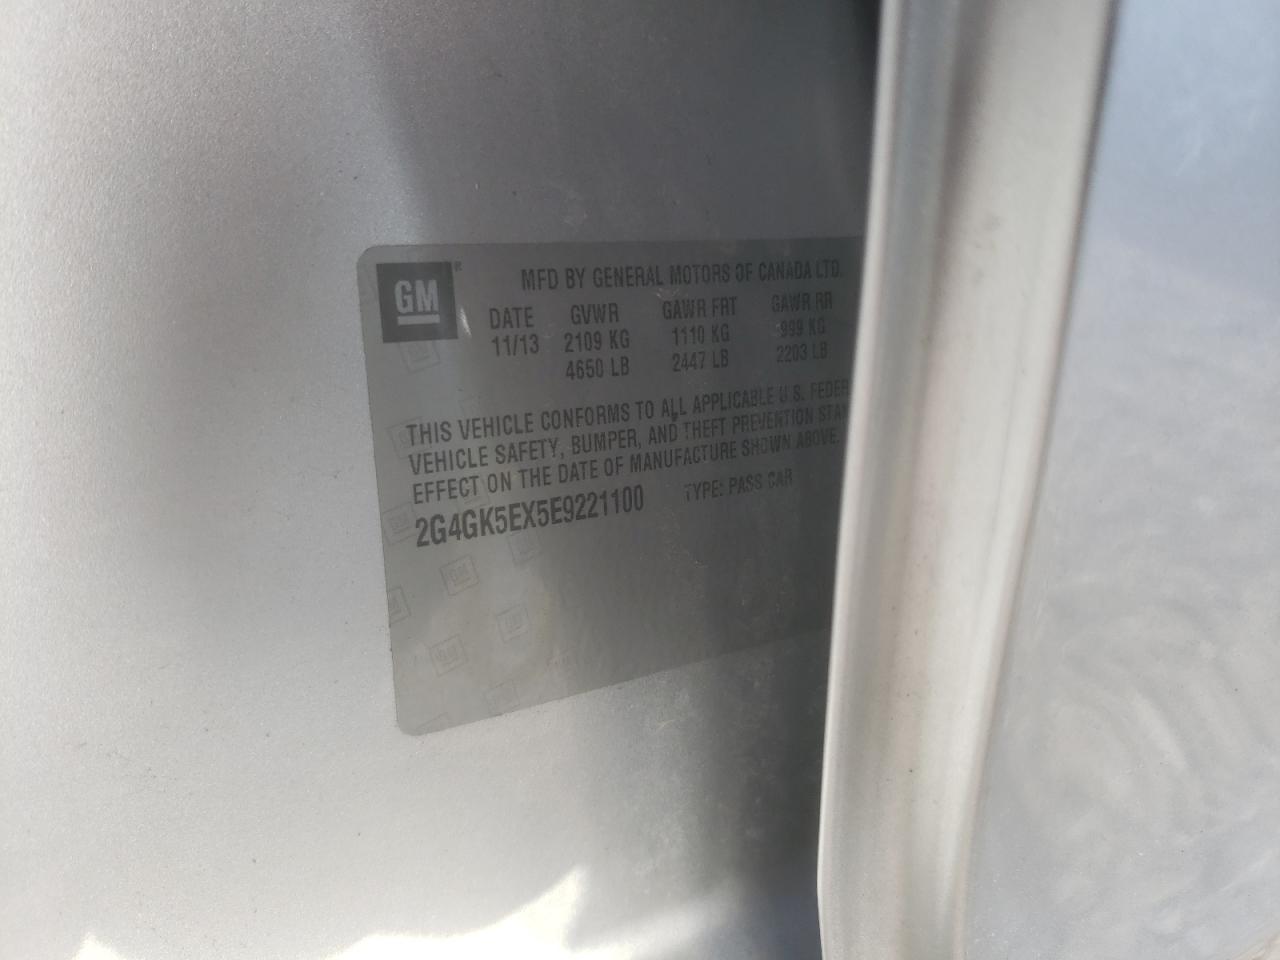 GM®
MFD BY GENERAL MOTORS OF CANADA LTD.
DATE GVWR GAWR FRT GAWR RR
11/13 2109 KG 1110 KG 999 KG
4650 LB 2447 LB 2203 LB
THIS VEHICLE CONFORMS TO ALL APPLICABLE U.S. FEDER
VEHICLE SAFETY, BUMPER, AND THEFT PREVENTION STAN
EFFECT ON THE DATE OF MANUFACTURE SHOWN ABOVE.
2G4GK5EX5E9221100 TYPE: PASS CAR